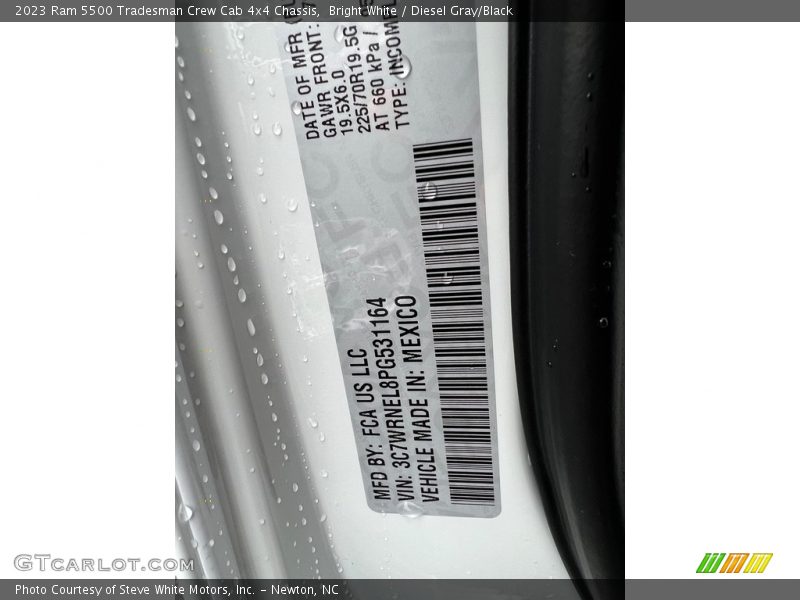 2023 Ram 5500 Tradesman Crew Cab 4x4 Chassis, Bright White / Diesel Gray/Black
DATE OF MFR
GAWR FRONT:
19.5X6.0
225/70R19.5G
AT 660 kPa /
TYPE: INCOMPL
MFD BY: FCA US LLC
VIN: 3C7WRNEL8PG531164
VEHICLE MADE IN: MEXICO
GTCarlot.com
Photo Courtesy of Steve White Motors, Inc. – Newton, NC